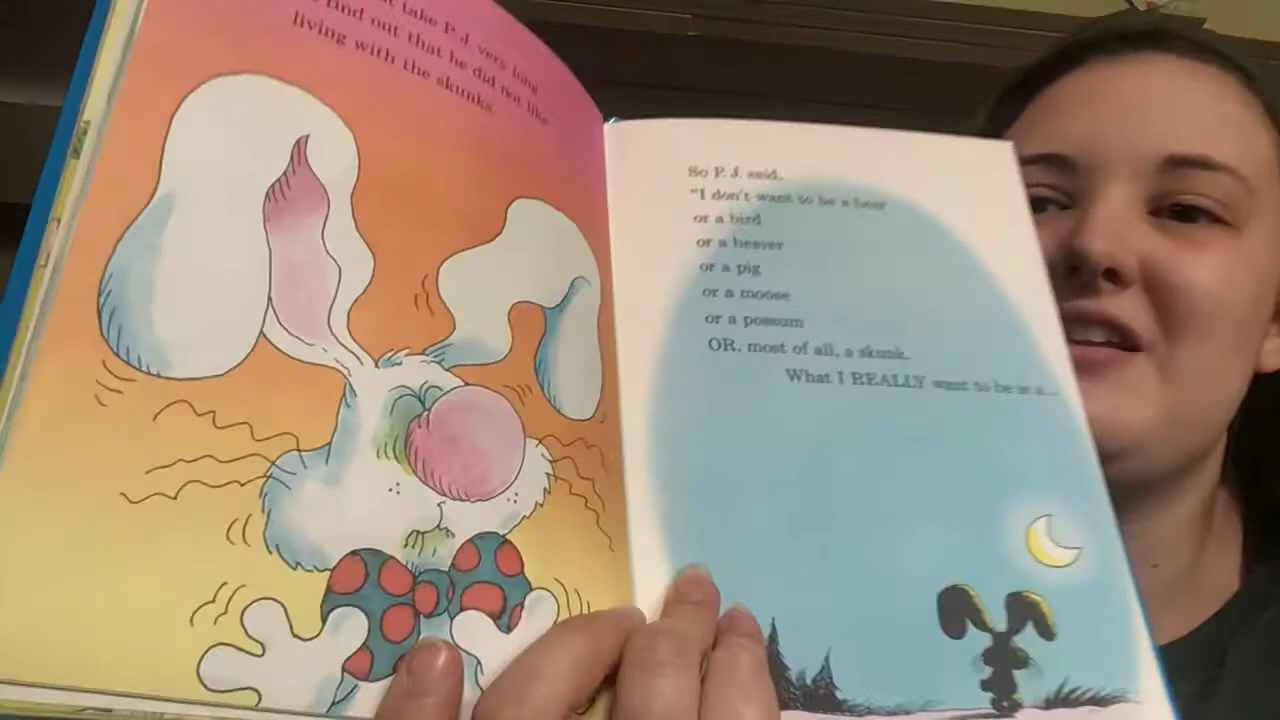 take P. J. very long
find out that he did not like
living with the skunks.
So P. J. said,
"I don't want to be a bear
or a bird
or a beaver
or a pig
or a moose
or a possum
OR, most of all, a skunk.
What I REALLY want to be is a...